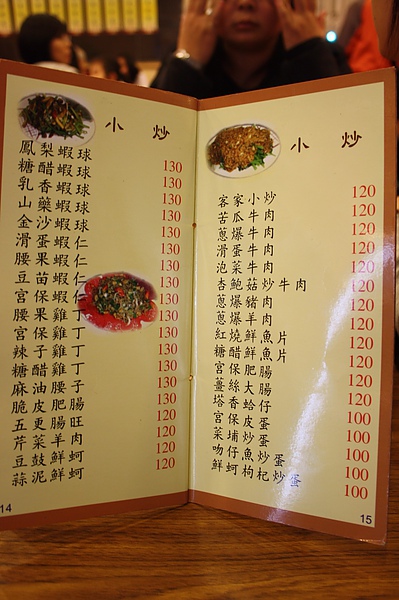 小炒
鳳梨蝦球 130
糖醋蝦球 130
乳香蝦球 130
山藥蝦球 130
金沙蝦球 130
滑蛋蝦仁 130
腰果蝦仁 130
豆苗蝦仁 130
宮保蝦仁 130
腰果雞丁 130
宮保雞丁 130
辣子雞丁 130
糖醋雞丁 130
麻油腰子 130
脆皮肥腸 130
五更腸旺 120
芹菜羊肉 120
豆鼓鮮蚵 120
蒜泥鮮蚵 120
14
小炒
客家小炒 120
苦瓜牛肉 120
蔥爆牛肉 120
滑蛋牛肉 120
泡菜牛肉 120
杏鮑菇炒牛肉 120
蔥爆豬肉 120
蔥爆羊肉 120
紅燒鮮魚片 120
糖醋鮮魚片 120
宮保肥腸 120
薑絲大腸 120
塔香蛤仔 100
宮保皮蛋 100
菜埔炒蛋 100
吻仔魚炒蛋 100
鮮蚵枸杞炒蛋 100
15